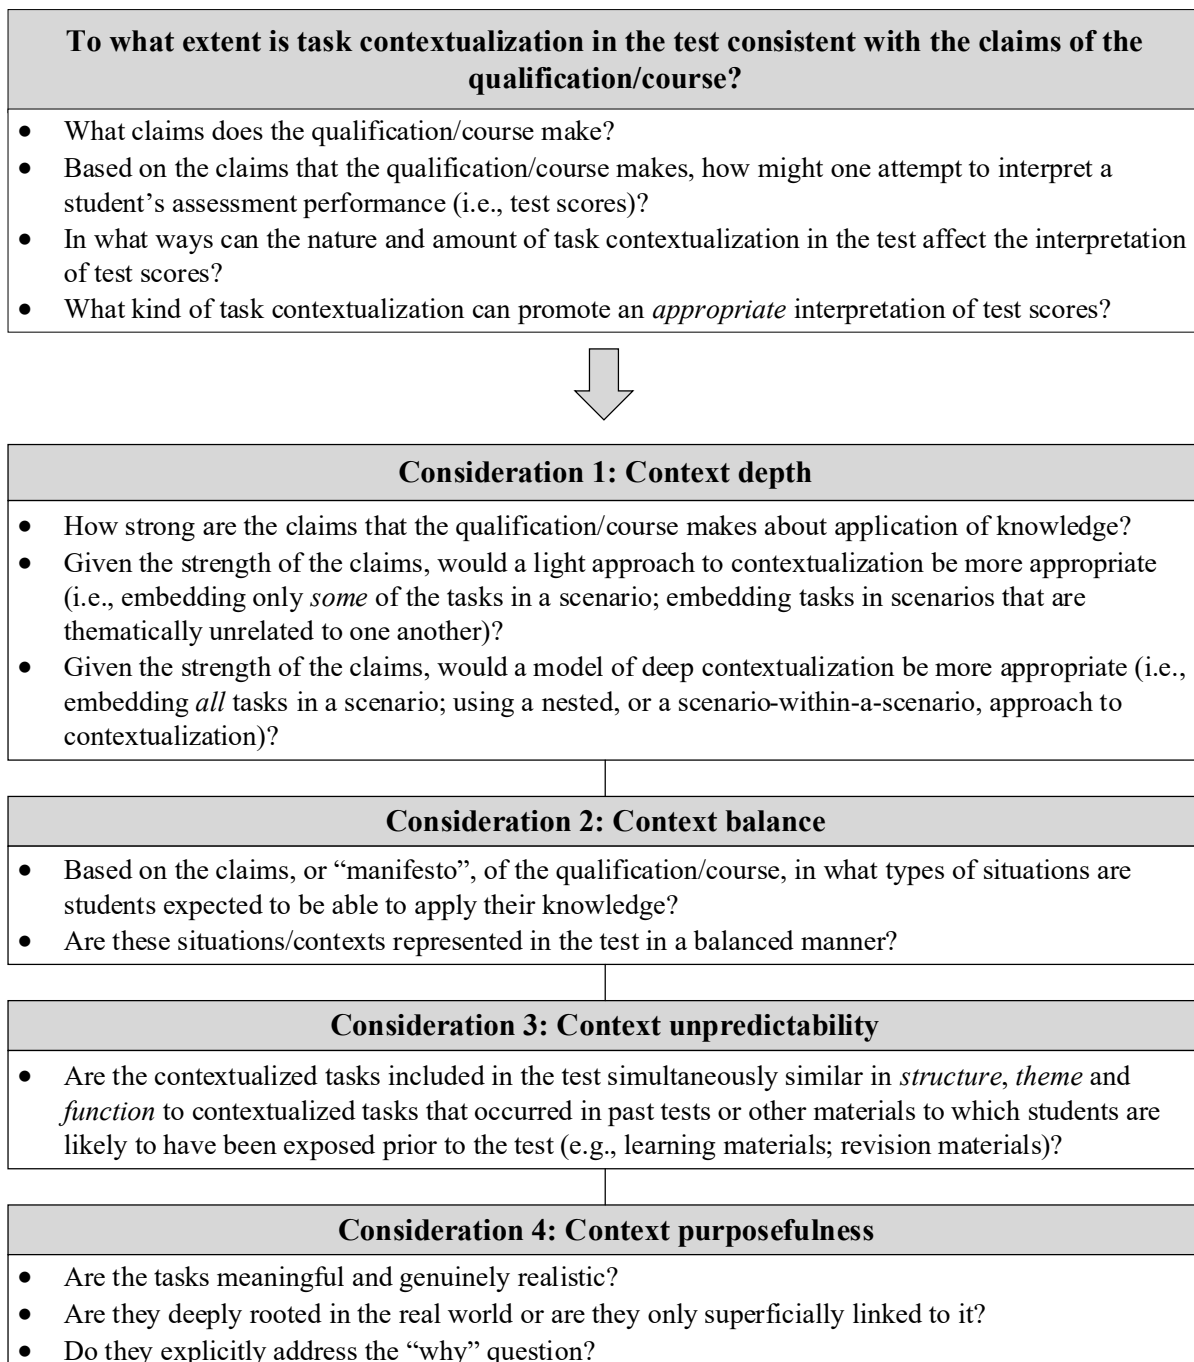 To what extent is task contextualization in the test consistent with the claims of the
qualification/course?
• What claims does the qualification/course make?
• Based on the claims that the qualification/course makes, how might one attempt to interpret a
student’s assessment performance (i.e., test scores)?
• In what ways can the nature and amount of task contextualization in the test affect the interpretation
of test scores?
• What kind of task contextualization can promote an appropriate interpretation of test scores?
Consideration 1: Context depth
• How strong are the claims that the qualification/course makes about application of knowledge?
• Given the strength of the claims, would a light approach to contextualization be more appropriate
(i.e., embedding only some of the tasks in a scenario; embedding tasks in scenarios that are
thematically unrelated to one another)?
• Given the strength of the claims, would a model of deep contextualization be more appropriate (i.e.,
embedding all tasks in a scenario; using a nested, or a scenario-within-a-scenario, approach to
contextualization)?
Consideration 2: Context balance
• Based on the claims, or “manifesto”, of the qualification/course, in what types of situations are
students expected to be able to apply their knowledge?
• Are these situations/contexts represented in the test in a balanced manner?
Consideration 3: Context unpredictability
• Are the contextualized tasks included in the test simultaneously similar in structure, theme and
function to contextualized tasks that occurred in past tests or other materials to which students are
likely to have been exposed prior to the test (e.g., learning materials; revision materials)?
Consideration 4: Context purposefulness
• Are the tasks meaningful and genuinely realistic?
• Are they deeply rooted in the real world or are they only superficially linked to it?
• Do they explicitly address the “why” question?